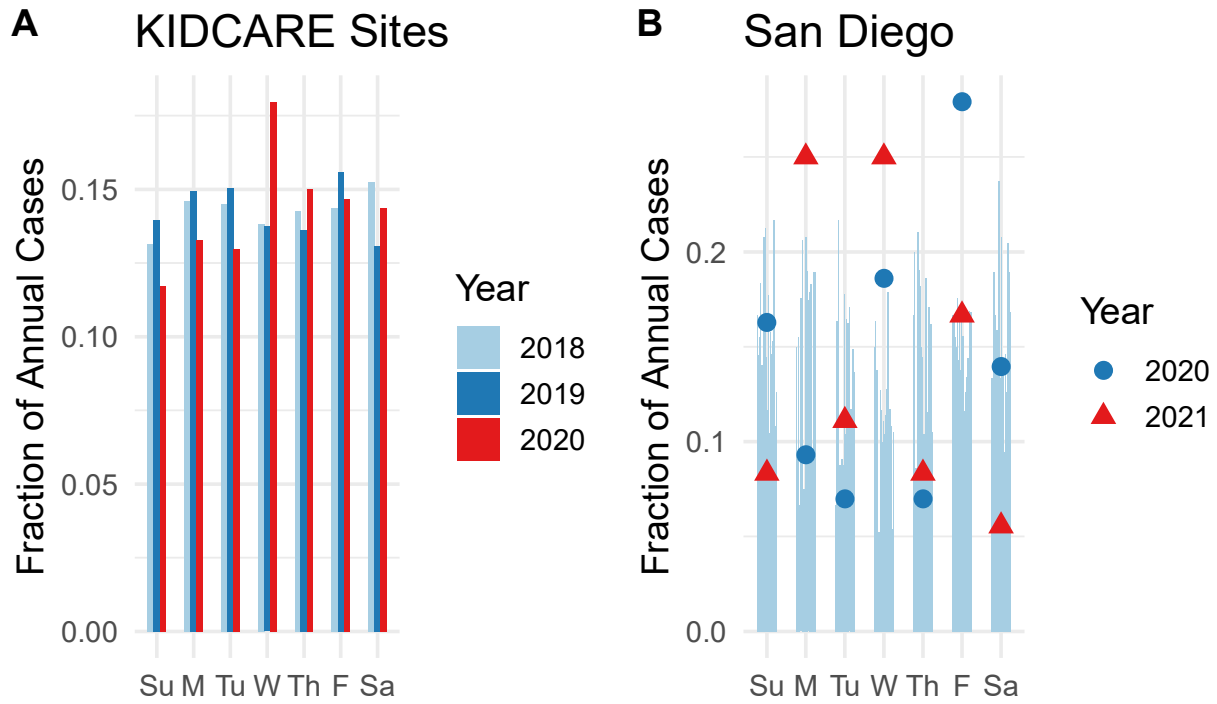 A
KIDCARE Sites
Fraction of Annual Cases
0.15
0.10
0.05
0.00
Su M Tu W Th F Sa
Year
2018
2019
2020
B
San Diego
Fraction of Annual Cases
0.2
0.1
0.0
Su M Tu W Th F Sa
Year
2020
2021